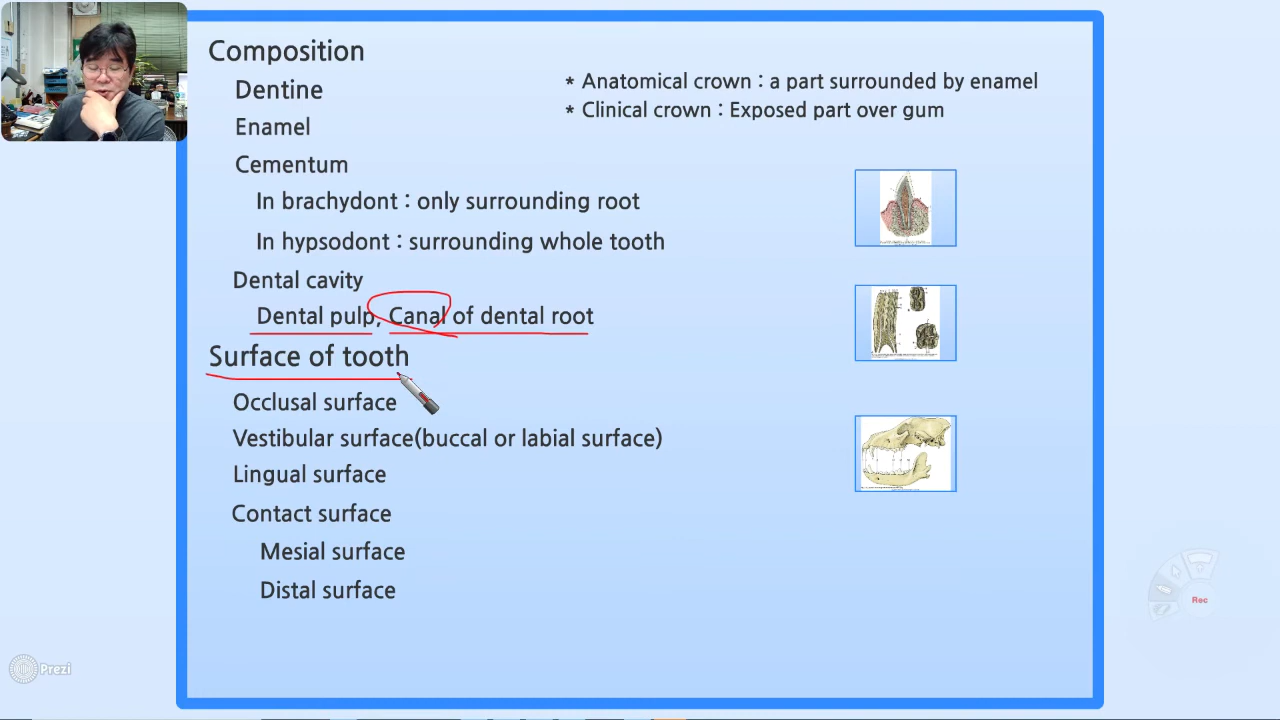 Composition
Dentine
Enamel
Cementum
In brachydont : only surrounding root
In hypsodont : surrounding whole tooth
Dental cavity
Dental pulp, Canal of dental root
Surface of tooth
Occlusal surface
Vestibular surface(buccal or labial surface)
Lingual surface
Contact surface
Mesial surface
Distal surface
* Anatomical crown : a part surrounded by enamel
* Clinical crown : Exposed part over gum
Rec
Prezi